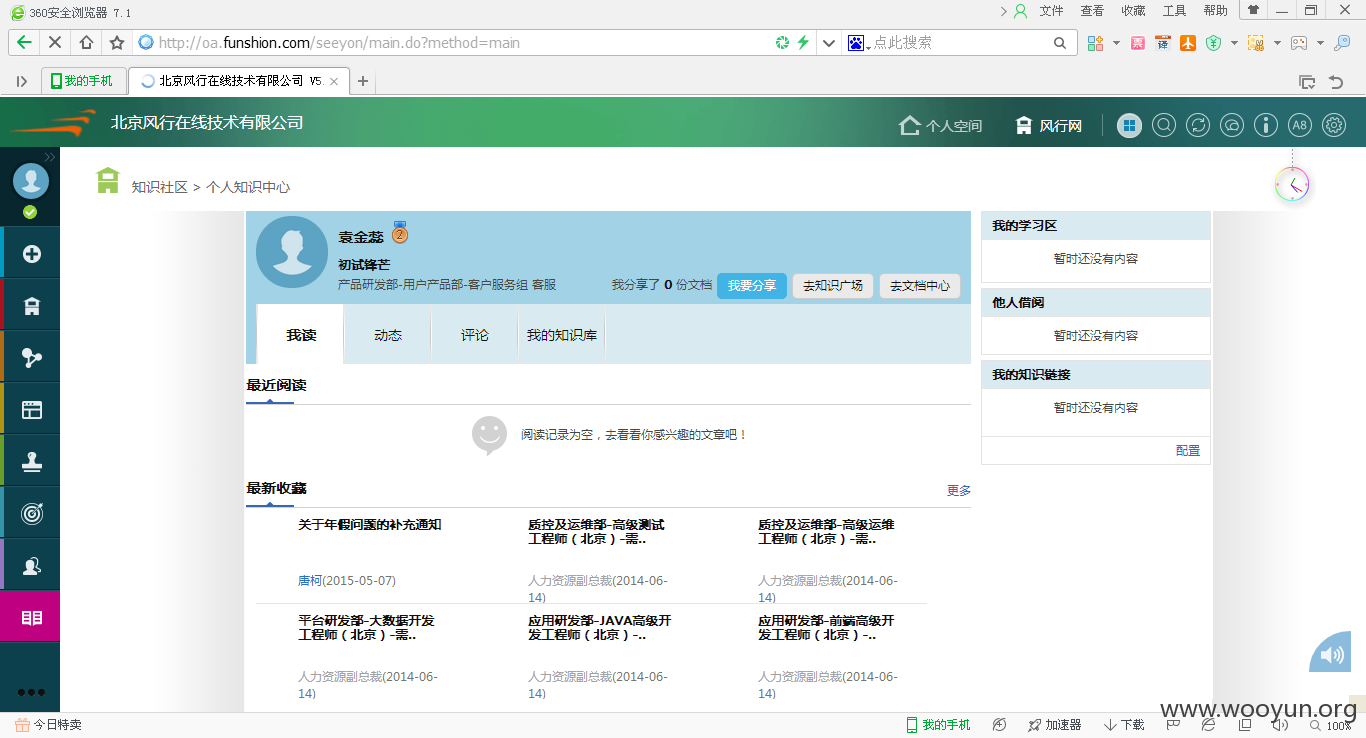 360安全浏览器 7.1
文件 查看 收藏 工具 帮助
http://oa.funshion.com/seeyon/main.do?method=main
点此搜索
我的手机
北京风行在线技术有限公司 V5.
北京风行在线技术有限公司
个人空间
风行网
A8
知识社区 > 个人知识中心
袁金蕊 2
初试锋芒
产品研发部-用户产品部-客户服务组 客服
我分享了 0 份文档 我要分享 去知识广场 去文档中心
我读 动态 评论 我的知识库
最近阅读
阅读记录为空，去看看你感兴趣的文章吧！
最新收藏
更多
关于年假问题的补充通知
唐柯(2015-05-07)
质控及运维部-高级测试
工程师（北京）-需..
人力资源副总裁(2014-06-
14)
质控及运维部-高级运维
工程师（北京）-需..
人力资源副总裁(2014-06-
14)
平台研发部-大数据开发
工程师（北京）-需..
人力资源副总裁(2014-06-
14)
应用研发部-JAVA高级开
发工程师（北京）-..
人力资源副总裁(2014-06-
14)
应用研发部-前端高级开
发工程师（北京）-..
人力资源副总裁(2014-06-
14)
我的学习区
暂时还没有内容
他人借阅
暂时还没有内容
我的知识链接
暂时还没有内容
配置
www.wooyun.org
今日特卖
我的手机
加速器
下载
100%